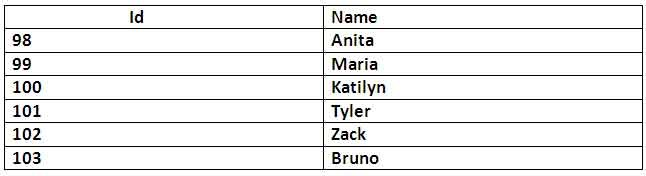 Id Name
98 Anita
99 Maria
100 Katilyn
101 Tyler
102 Zack
103 Bruno